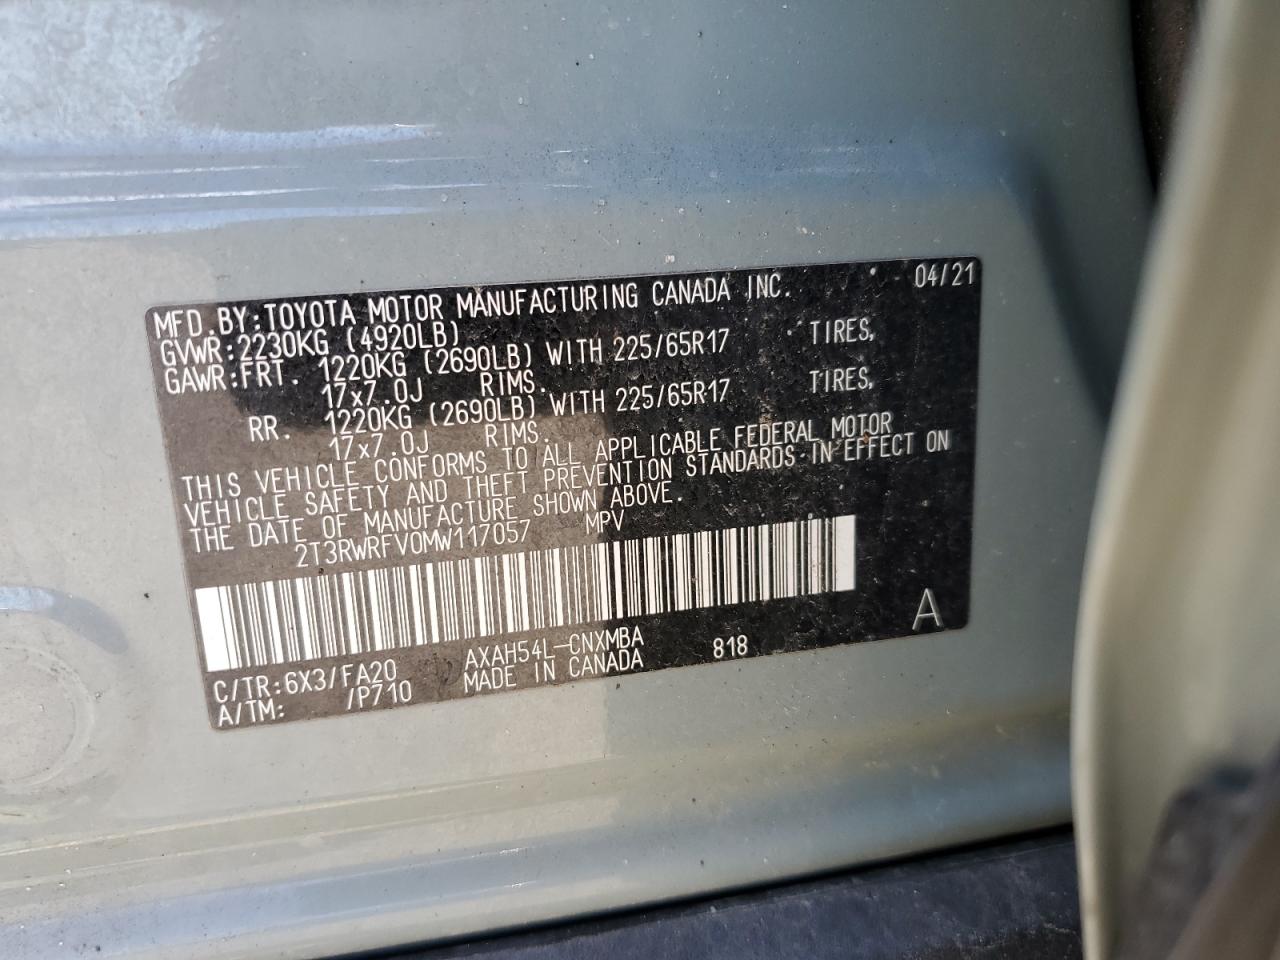 MFD.BY:TOYOTA MOTOR MANUFACTURING CANADA INC. 04/21
GVWR:2230KG (4920LB)
GAWR:FRT. 1220KG (2690LB) WITH 225/65R17 TIRES,
17x7.0J RIMS.
RR. 1220KG (2690LB) WITH 225/65R17 TIRES,
17x7.0J RIMS.
THIS VEHICLE CONFORMS TO ALL APPLICABLE FEDERAL MOTOR
VEHICLE SAFETY AND THEFT PREVENTION STANDARDS IN EFFECT ON
THE DATE OF MANUFACTURE SHOWN ABOVE.
2T3RWRFV0MW117057 MPV
A
C/TR:6X3/FA20 AXAH54L-CNXMBA 818
A/TM: /P710 MADE IN CANADA